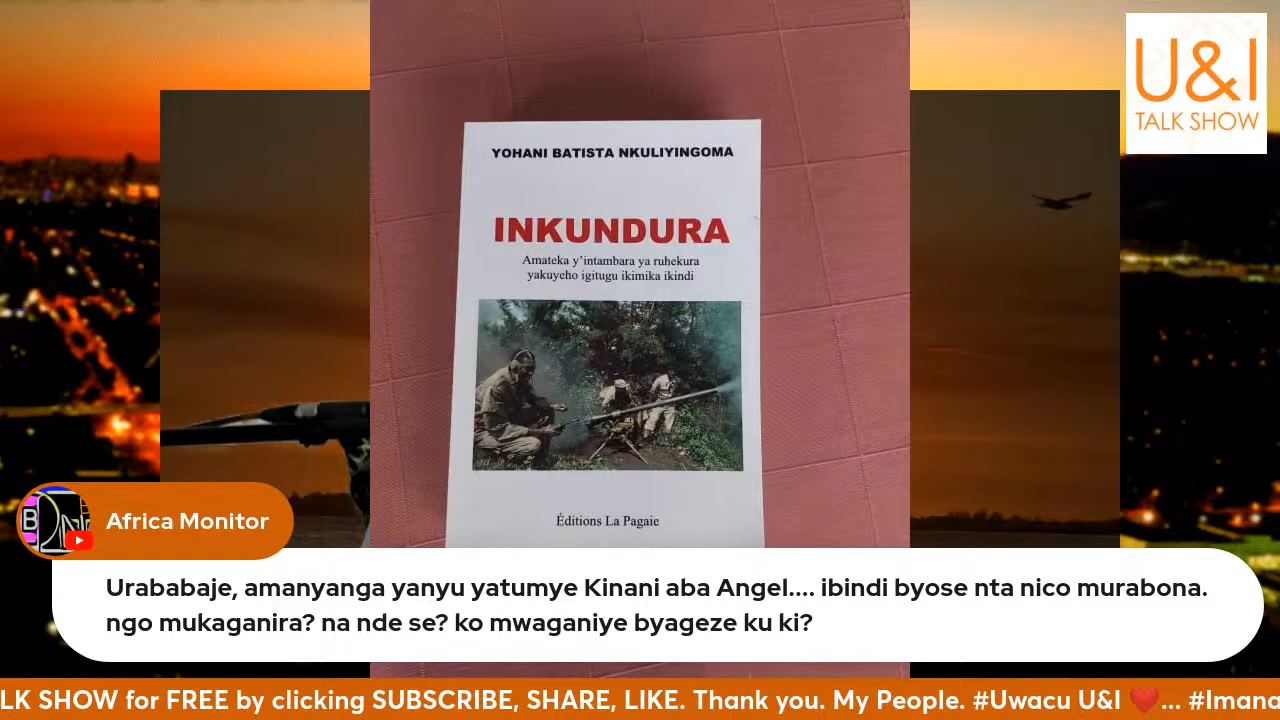 U&I
TALK SHOW
YOHANI BATISTA NKULIYINGOMA
INKUNDURA
Amateka y'intambara ya ruhekura
yakuyeho igitugu ikimika ikindi
Éditions La Pagaie
Africa Monitor
Urababaje, amanyanga yanyu yatumye Kinani aba Angel.... ibindi byose nta nico murabona.
ngo mukaganira? na nde se? ko mwaganiye byageze ku ki?
LK SHOW for FREE by clicking SUBSCRIBE, SHARE, LIKE. Thank you. My People. #Uwacu U&I ❤️... #Imana